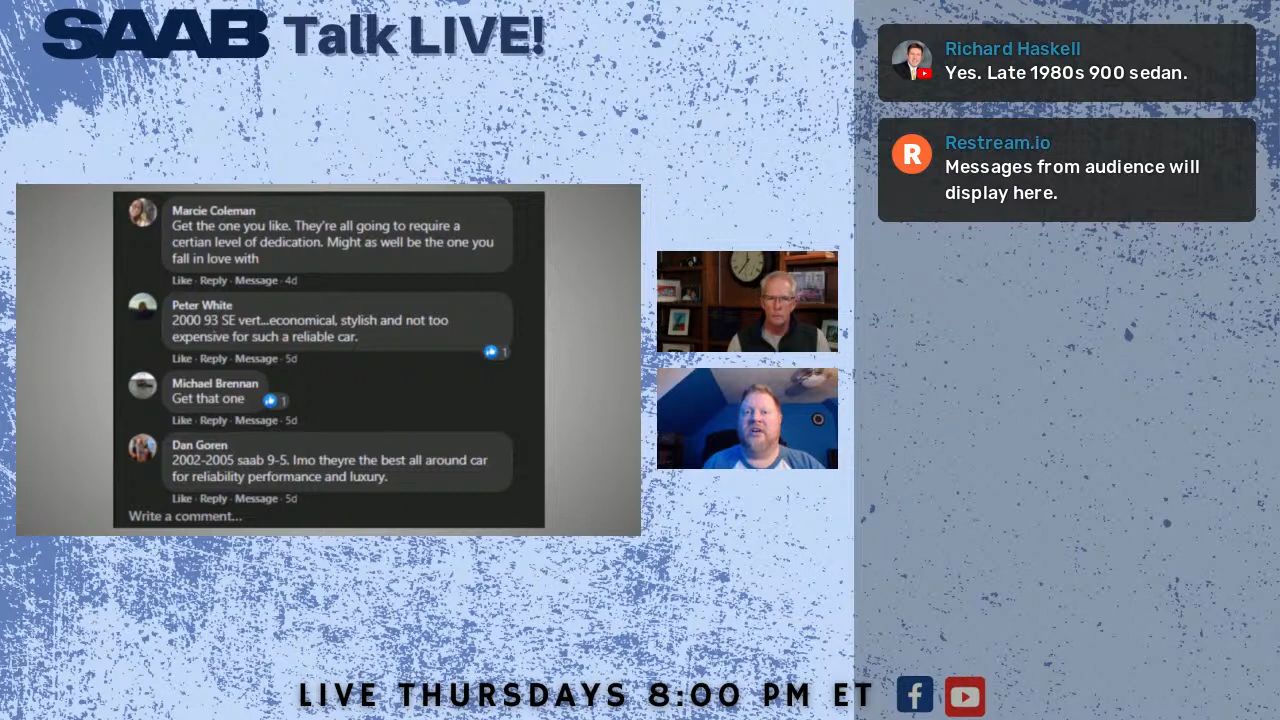 SAAB Talk LIVE!
Marcie Coleman
Get the one you like. They're all going to require a
certian level of dedication. Might as well be the one you
fall in love with
Like · Reply · Message · 4d
Peter White
2000 93 SE vert...economical, stylish and not too
expensive for such a reliable car.
1
Like · Reply · Message · 5d
Michael Brennan
Get that one
1
Like · Reply · Message · 5d
Dan Goren
2002-2005 saab 9-5. Imo theyre the best all around car
for reliability performance and luxury.
Like · Reply · Message · 5d
Write a comment...
Richard Haskell
Yes. Late 1980s 900 sedan.
R
Restream.io
Messages from audience will
display here.
LIVE THURSDAYS 8:00 PM ET